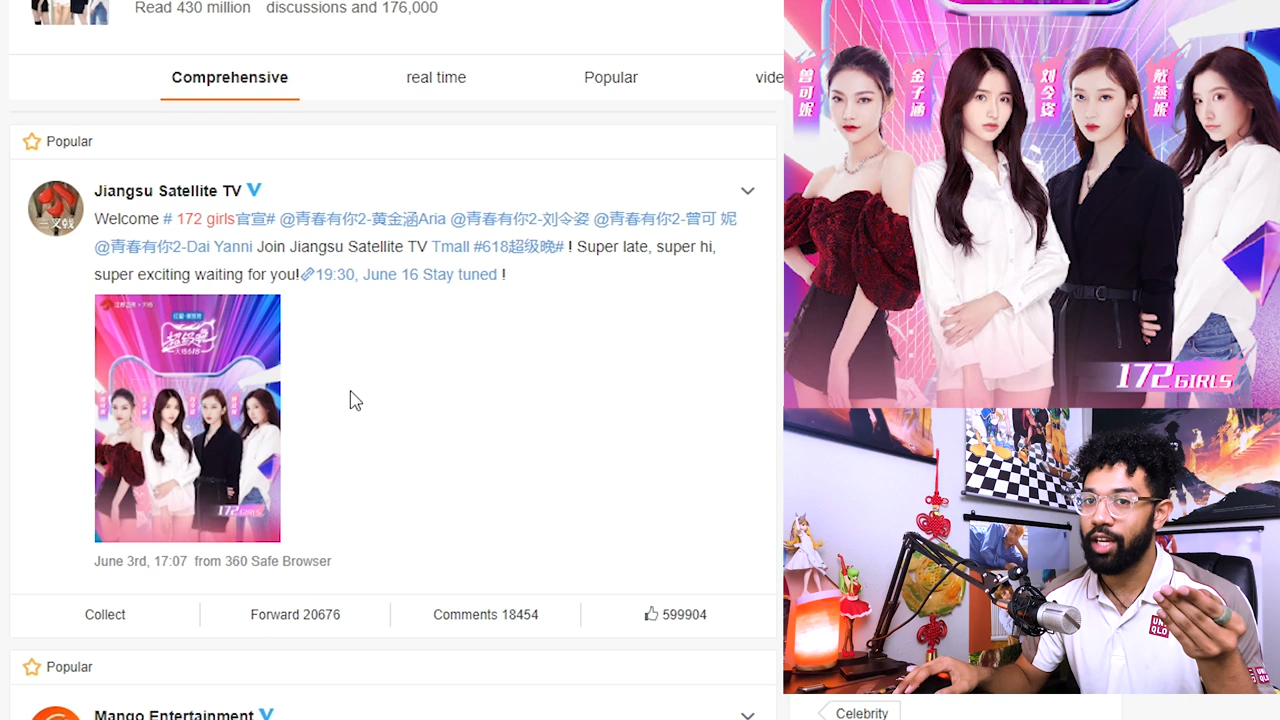 Read 430 million discussions and 176,000
Comprehensive real time Popular vide
Popular
Jiangsu Satellite TV
Welcome # 172 girls官宣# @青春有你2-黄金涵Aria @青春有你2-刘令姿 @青春有你2-曾可 妮
@青春有你2-Dai Yanni Join Jiangsu Satellite TV Tmall #618超级晚# ! Super late, super hi,
super exciting waiting for you! 19:30, June 16 Stay tuned !
超级晚
172 GIRLS
June 3rd, 17:07 from 360 Safe Browser
Collect Forward 20676 Comments 18454 599904
Popular
Mango Entertainment
曾可妮
金子涵
刘令姿
戴燕妮
172 GIRLS
UNIQLO
Celebrity